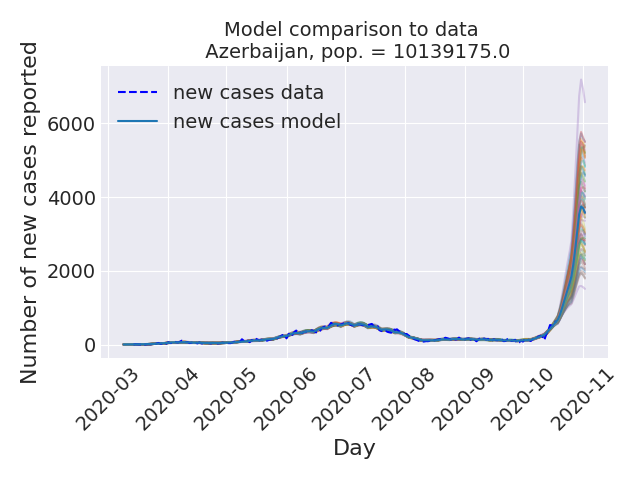 Model comparison to data
Azerbaijan, pop. = 10139175.0
Number of new cases reported
new cases data
new cases model
6000
4000
2000
0
2020-03
2020-04
2020-05
2020-06
2020-07
2020-08
2020-09
2020-10
2020-11
Day